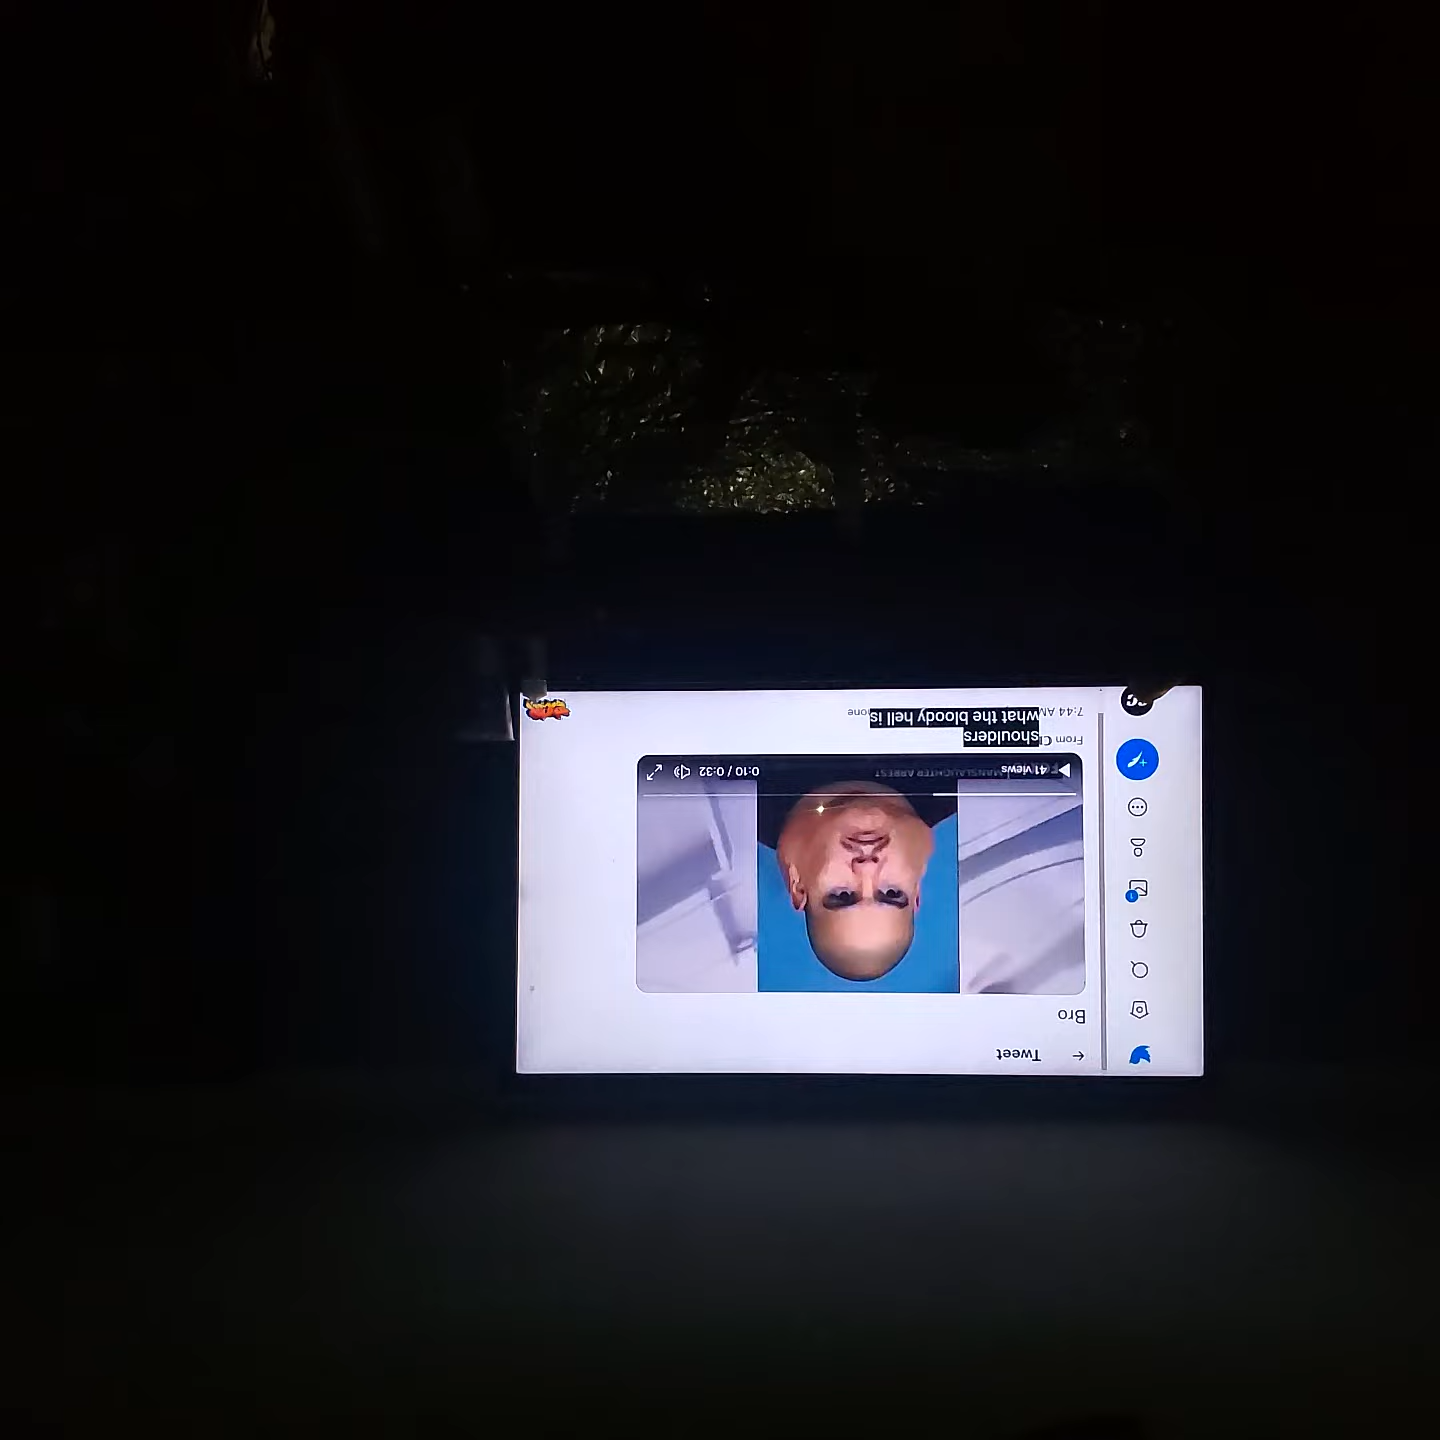 Tweet
Bro
MANSLAUGHTER ARREST
41 views
0:10 / 0:32
shoulders
what the bloody hell is
From
7:44 AM